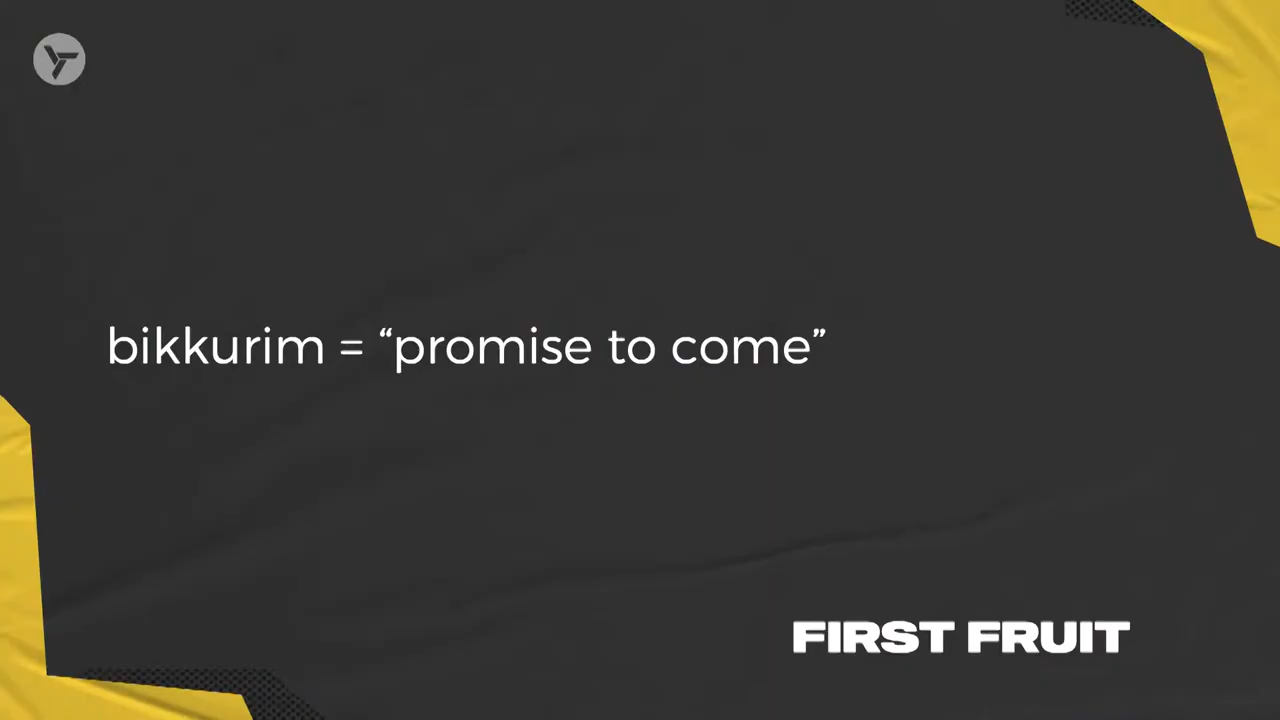 bikkurim = “promise to come”
FIRST FRUIT